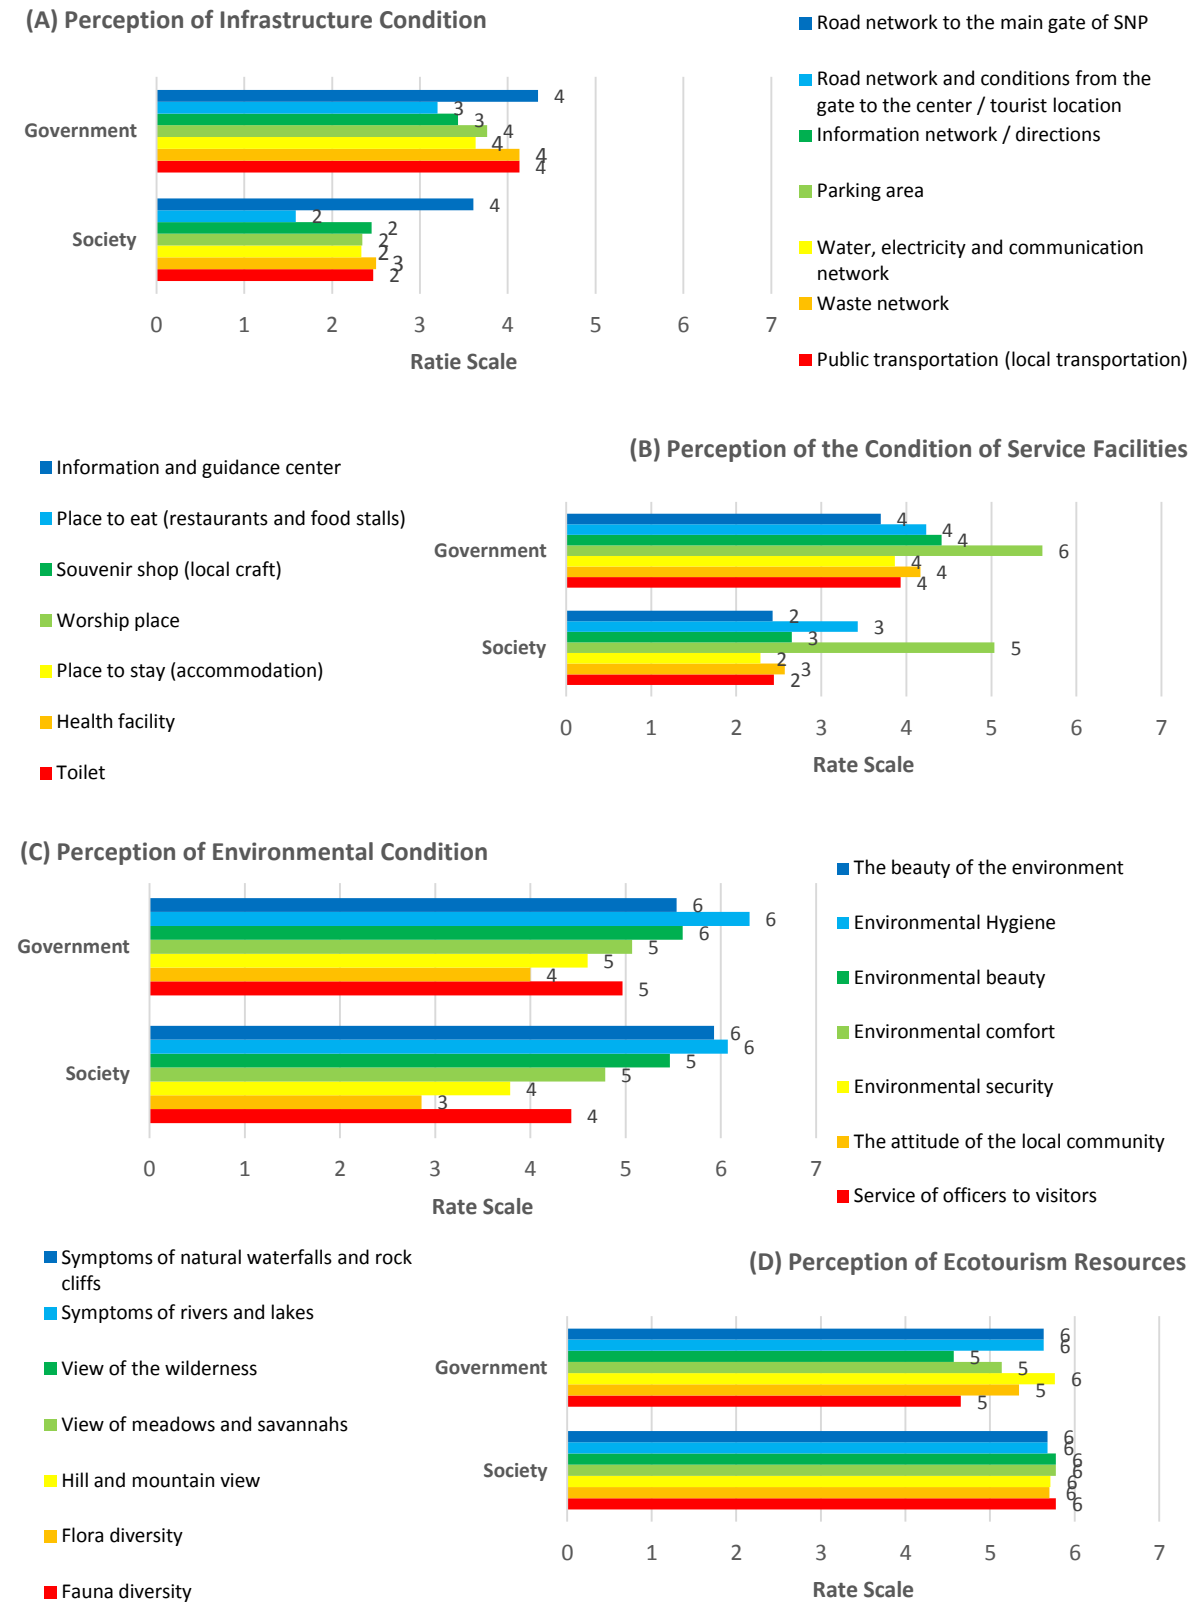 (A) Perception of Infrastructure Condition
Government
4
3
3
4
4
4
4
Society
4
2
2
2
2
3
2
0 1 2 3 4 5 6 7
Ratie Scale
Road network to the main gate of SNP
Road network and conditions from the
gate to the center / tourist location
Information network / directions
Parking area
Water, electricity and communication
network
Waste network
Public transportation (local transportation)
(B) Perception of the Condition of Service Facilities
Information and guidance center
Place to eat (restaurants and food stalls)
Souvenir shop (local craft)
Worship place
Place to stay (accommodation)
Health facility
Toilet
Government
4
4
4
6
4
4
4
Society
2
3
3
5
2
3
2
0 1 2 3 4 5 6 7
Rate Scale
(C) Perception of Environmental Condition
Government
6
6
6
5
5
4
5
Society
6
6
5
5
4
3
4
0 1 2 3 4 5 6 7
Rate Scale
The beauty of the environment
Environmental Hygiene
Environmental beauty
Environmental comfort
Environmental security
The attitude of the local community
Service of officers to visitors
(D) Perception of Ecotourism Resources
Symptoms of natural waterfalls and rock
cliffs
Symptoms of rivers and lakes
View of the wilderness
View of meadows and savannahs
Hill and mountain view
Flora diversity
Fauna diversity
Government
6
6
5
5
6
5
5
Society
6
6
6
6
6
6
6
0 1 2 3 4 5 6 7
Rate Scale